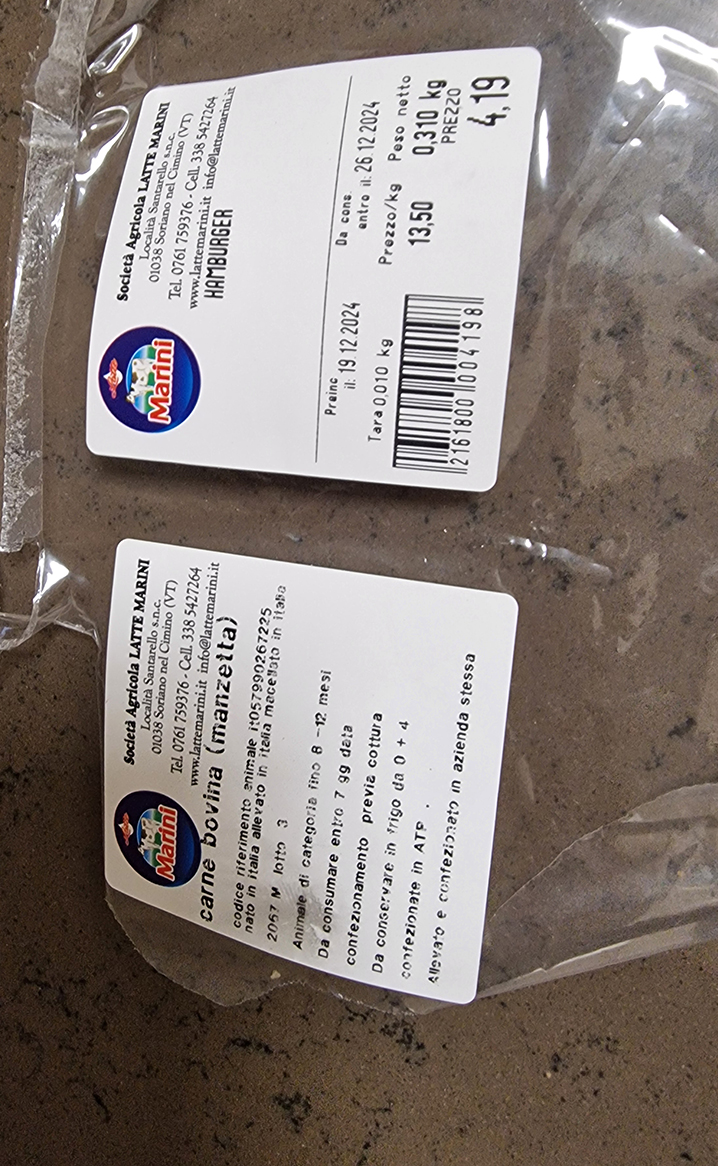 Società Agricola LATTE MARINI
Località Santarello s.n.c.
01038 Soriano nel Cimino (VT)
Tel. 0761 759376 - Cell. 338 5427264
www.lattemarini.it info@lattemarini.it
HAMBURGER
Marini
Preinc Da cons.
il: 19.12.2024 entro il: 26.12.2024
Tara 0,010 kg Prezzo/kg Peso netto
13,50 0,310 kg
PREZZO
4,19
2161800 004198
Società Agricola LATTE MARINI
Località Santarello s.n.c.
01038 Soriano nel Cimino (VT)
Tel. 0761 759376 - Cell. 338 5427264
www.lattemarini.it info@lattemarini.it
Marini
carne bovina (manzetta)
codice riferimento animale it057990267225
nato in italia allevato in italia macellato in italia
2067 M lotto 3
Animale di categoria fino 8 -12 mesi
Da consumare entro 7 gg data
confezionamento previa cottura
Da conservare in frigo da 0 + 4
confezionate in ATP .
Allevato e confezionato in azienda stessa